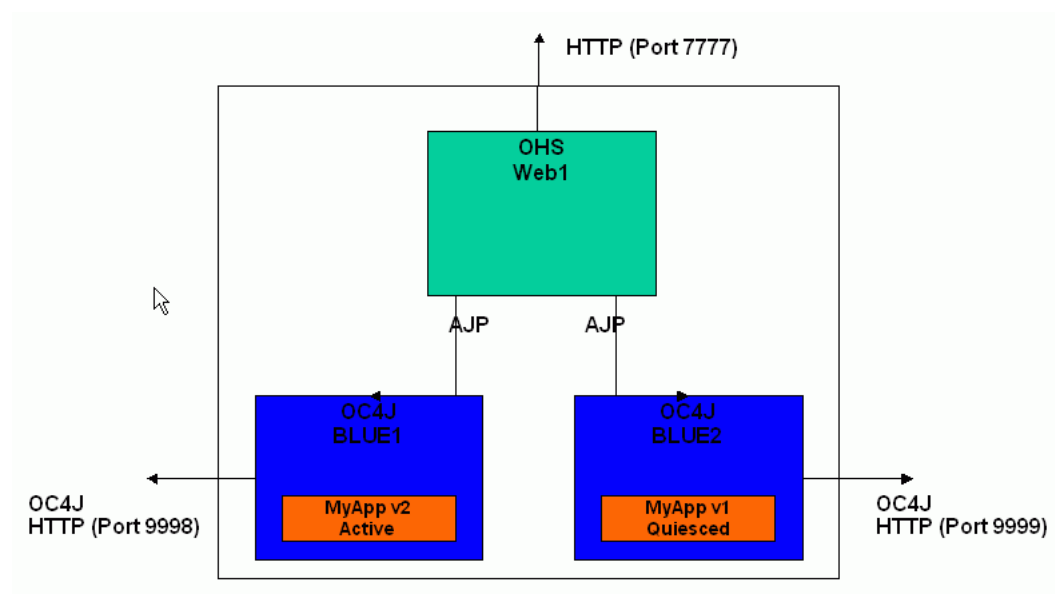 HTTP (Port 7777)
OHS
Web1
AJP
AJP
OC4J
BLUE1
OC4J
BLUE2
OC4J
HTTP (Port 9998)
MyApp v2
Active
MyApp v1
Quiesced
OC4J
HTTP (Port 9999)